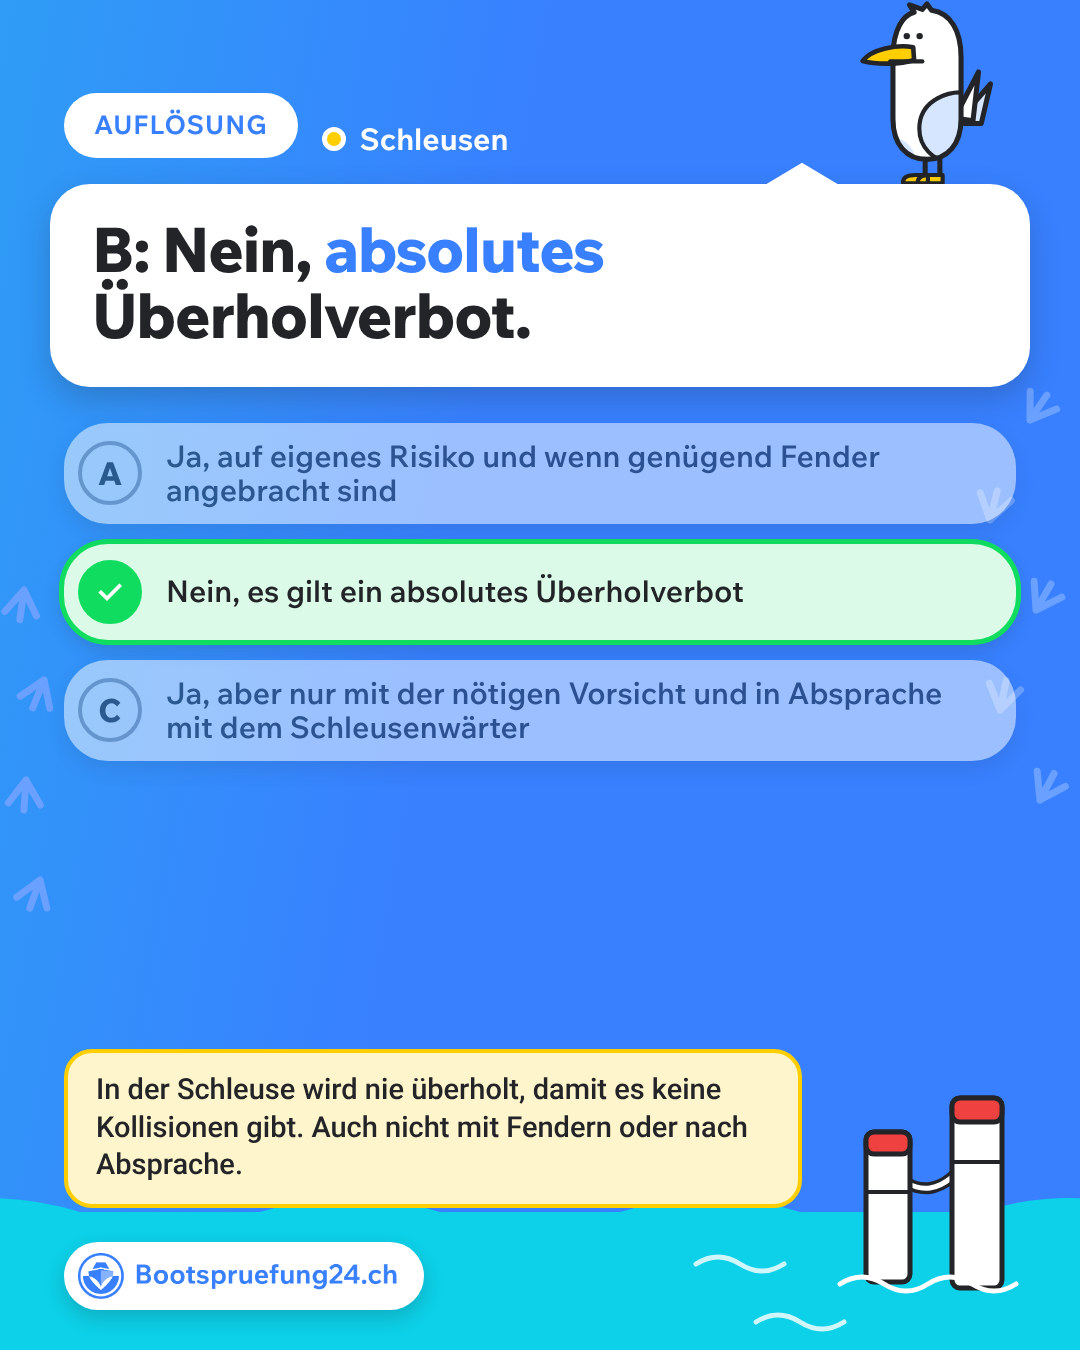 AUFLÖSUNG
Schleusen
B: Nein, absolutes
Überholverbot.
A
Ja, auf eigenes Risiko und wenn genügend Fender
angebracht sind
Nein, es gilt ein absolutes Überholverbot
C
Ja, aber nur mit der nötigen Vorsicht und in Absprache
mit dem Schleusenwärter
In der Schleuse wird nie überholt, damit es keine
Kollisionen gibt. Auch nicht mit Fendern oder nach
Absprache.
Bootspruefung24.ch